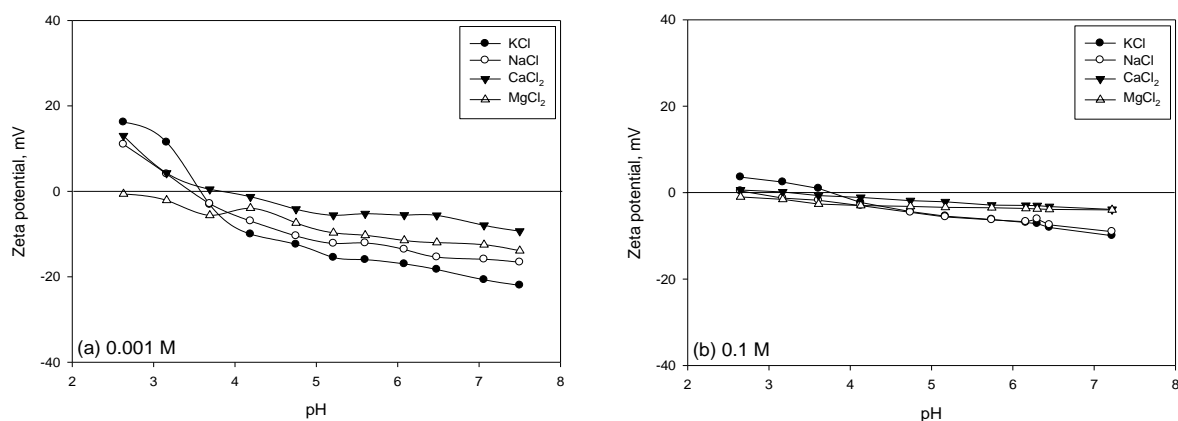 40
20
0
-20
-40
Zeta potential, mV
KCl
NaCl
CaCl2
MgCl2
(a) 0.001 M
2 3 4 5 6 7 8
pH
40
20
0
-20
-40
Zeta potential, mV
KCl
NaCl
CaCl2
MgCl2
(b) 0.1 M
2 3 4 5 6 7 8
pH